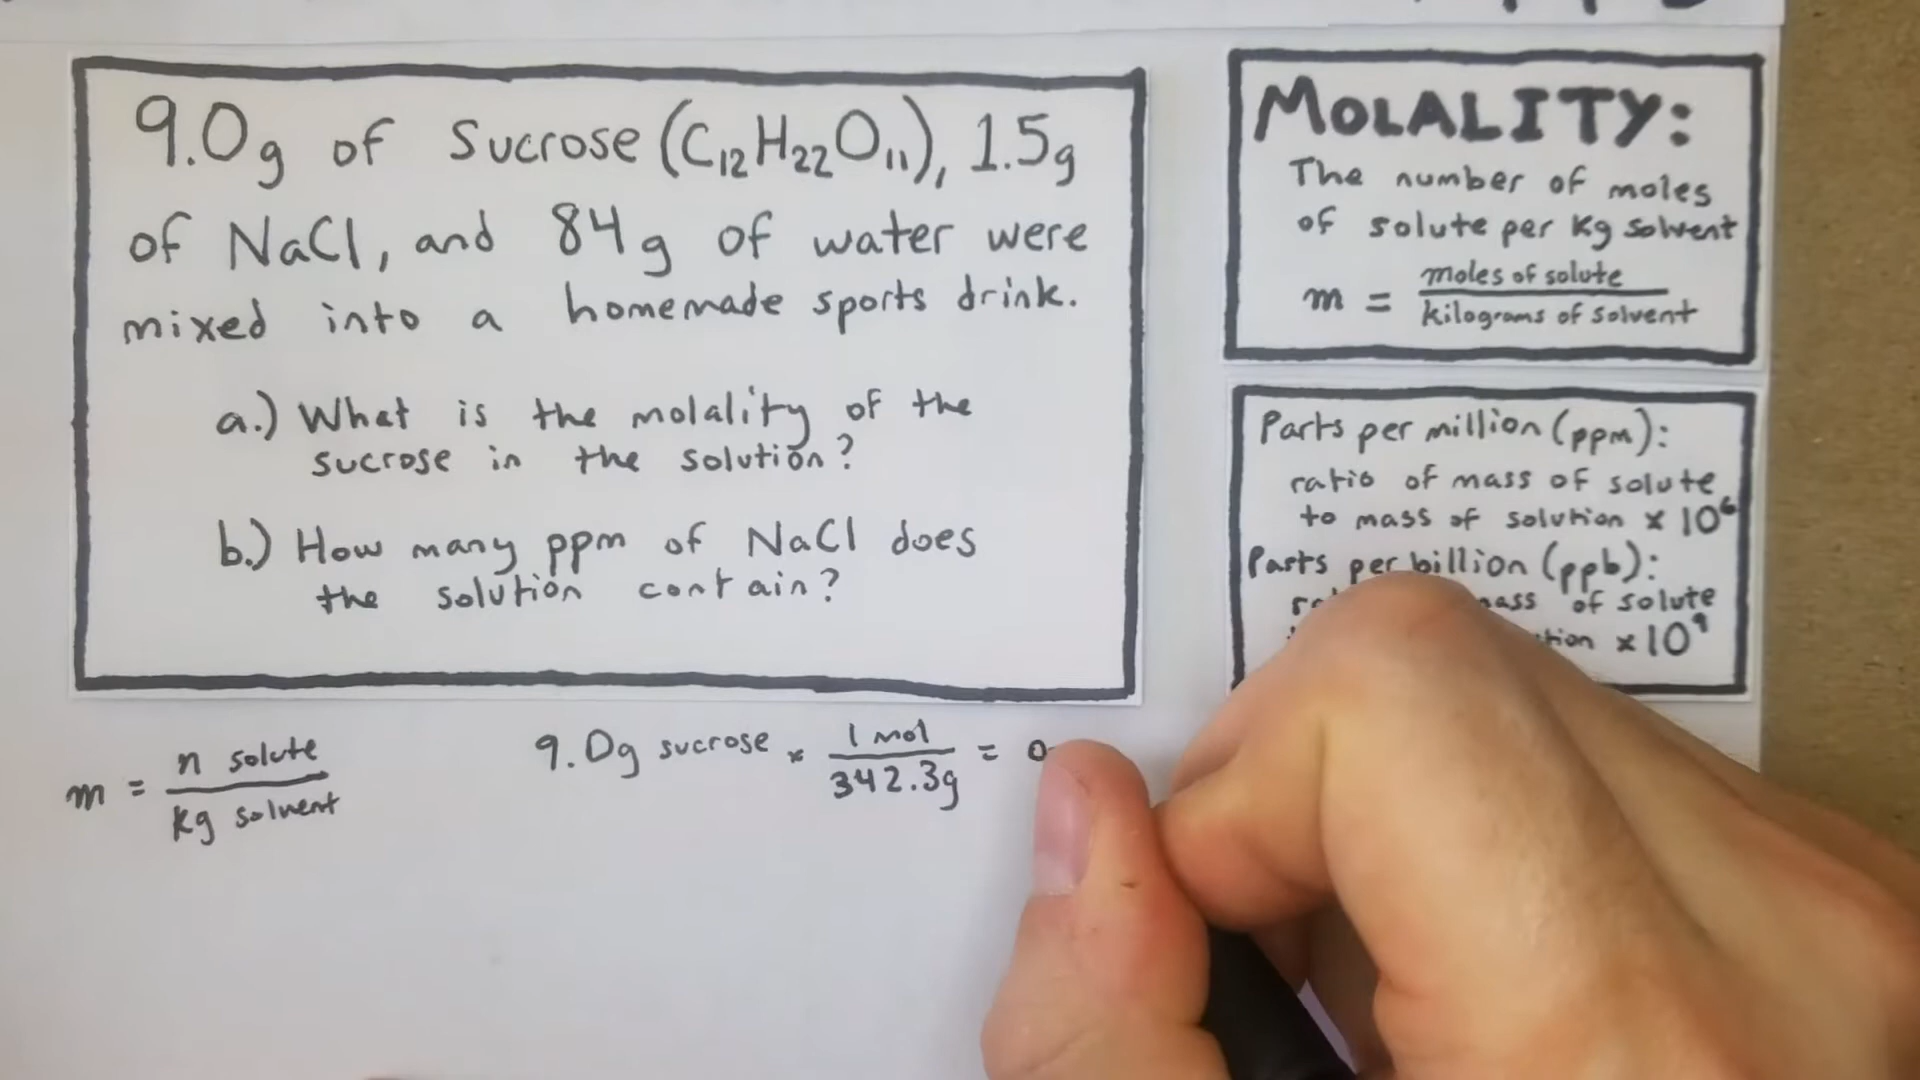 9.0g of Sucrose (C₁₂H₂₂O₁₁), 1.5g
of NaCl, and 84g of water were
mixed into a homemade sports drink.
a.) What is the molality of the
sucrose in the solution?
b.) How many ppm of NaCl does
the solution contain?
MOLALITY:
The number of moles
of solute per Kg solvent
m = moles of solute
kilograms of solvent
Parts per million (ppm):
ratio of mass of solute
to mass of solution × 10⁶
Parts per billion (ppb):
of solute
× 10⁹
m = n solute
kg solvent
9.0g sucrose × 1 mol = 0
342.3g